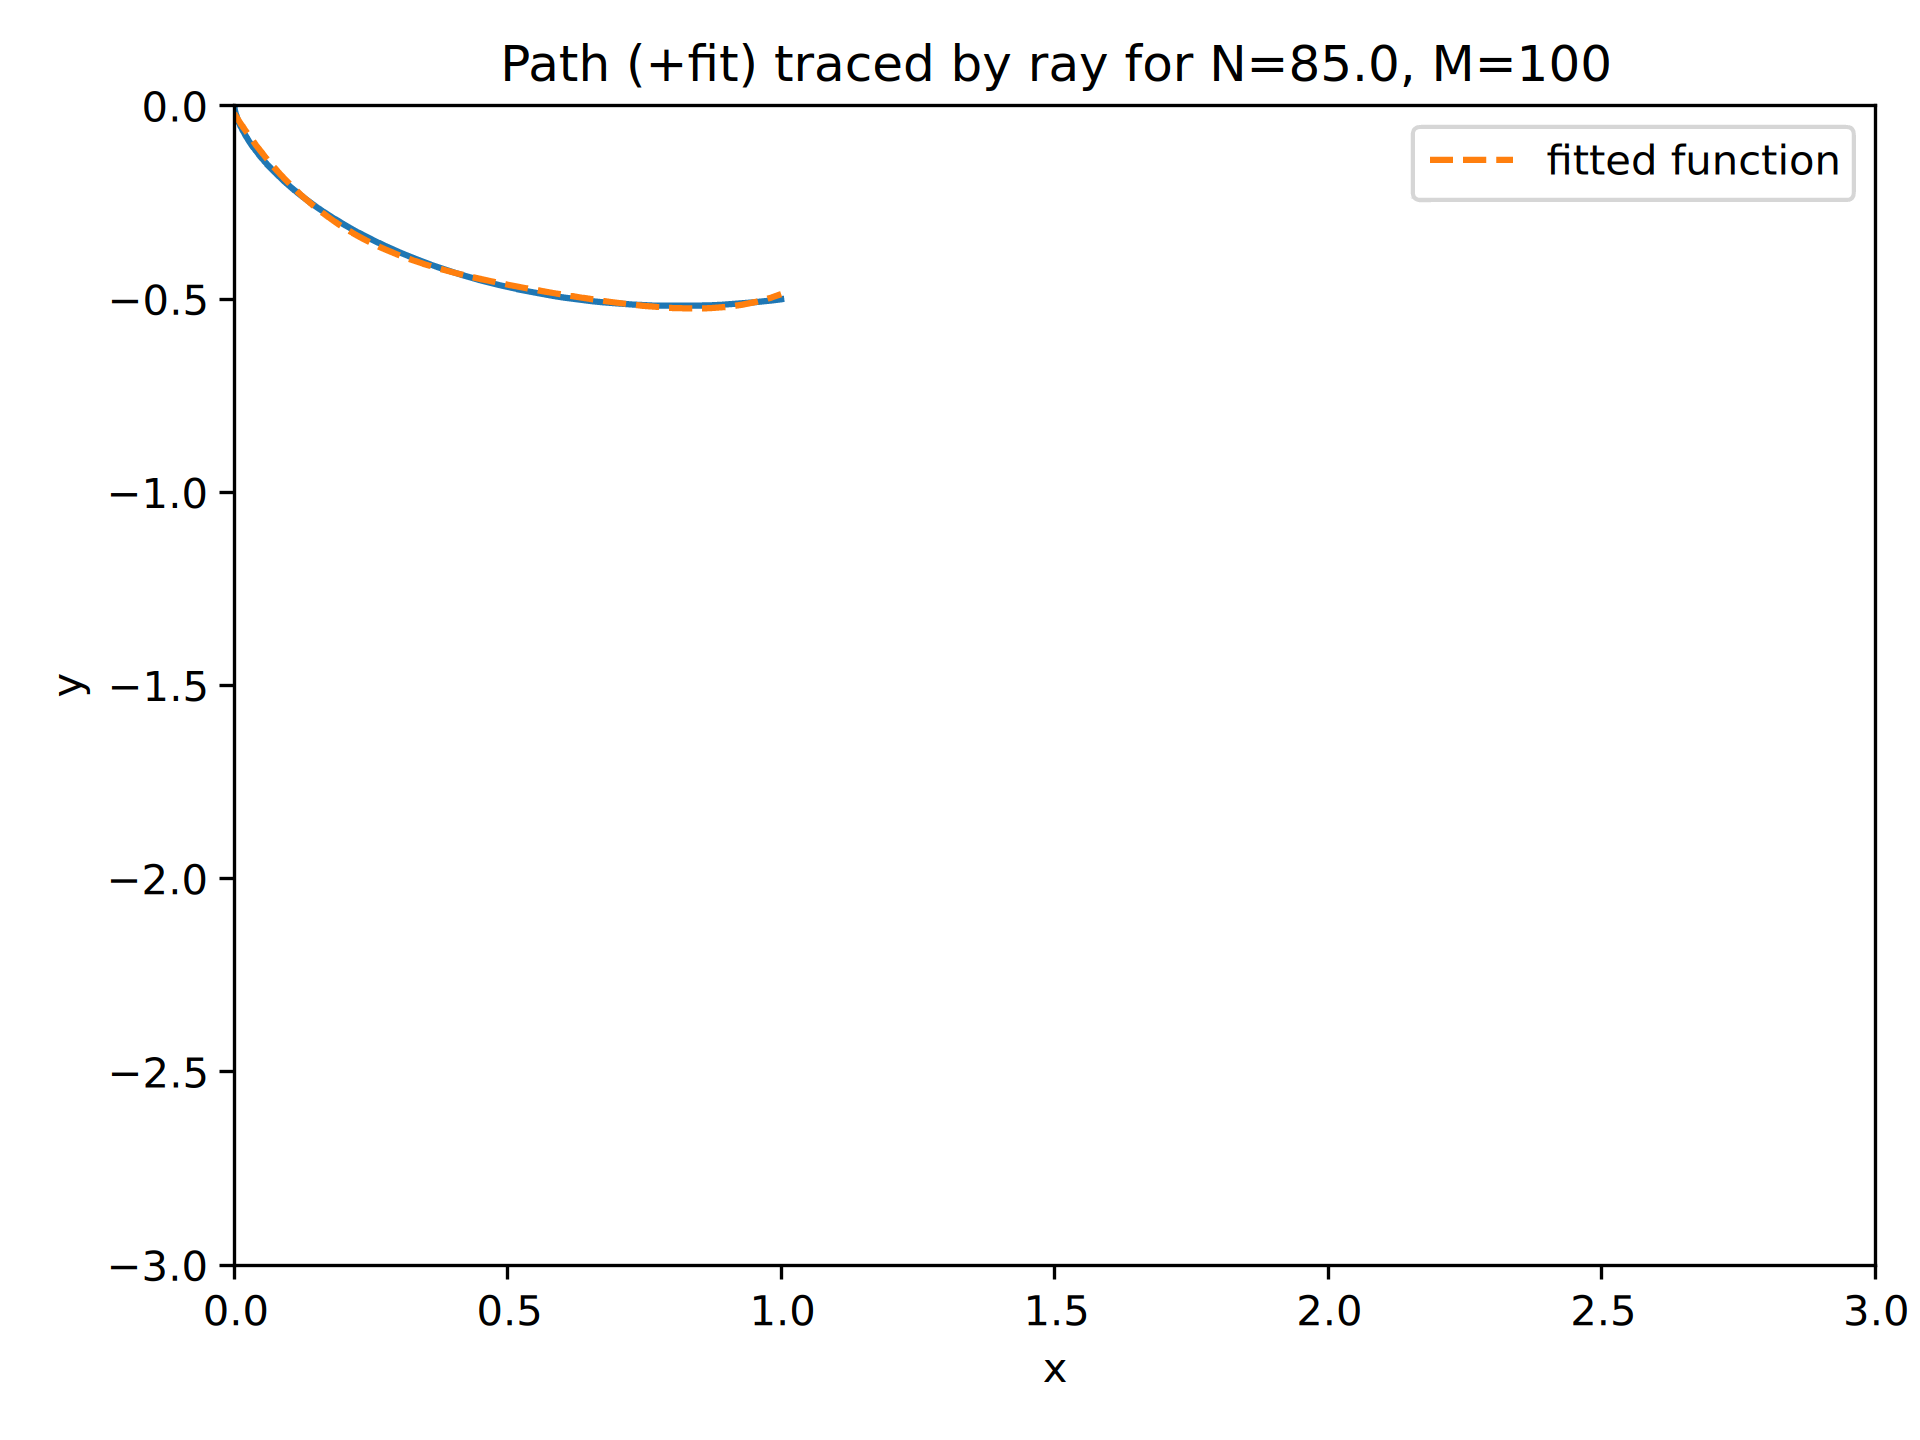 Path (+fit) traced by ray for N=85.0, M=100
fitted function
0.0
−0.5
−1.0
−1.5
−2.0
−2.5
−3.0
y
0.0 0.5 1.0 1.5 2.0 2.5 3.0
x